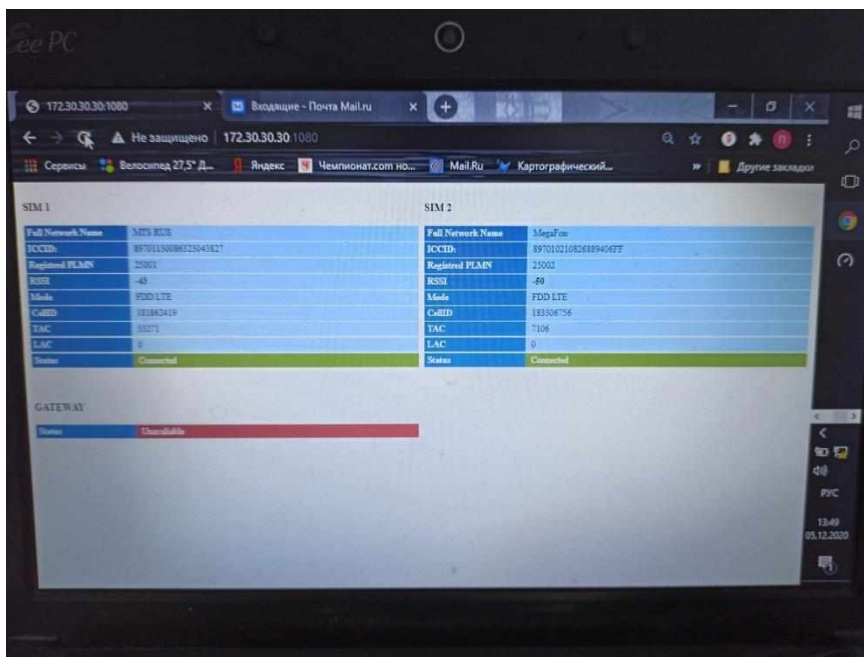 Eee PC
172.30.30.30:1080 × Входящие - Почта Mail.ru × +
Не защищено 172.30.30.30:1080
Сервисы Велосипед 27,5" Д... Яндекс Чемпионат.com но... Mail.Ru Картографический... » Другие закладки
SIM 1
Full Network Name MTS RUS
ICCID:
Registred PLMN 25001
RSSI
Mode FDD LTE
CellID 181862419
TAC 53271
LAC 0
Status Connected
SIM 2
Full Network Name MegaFon
ICCID: 897010210826889406FF
Registred PLMN 25002
RSSI
Mode FDD LTE
CellID 183306756
TAC 7106
LAC 0
Status Connected
GATEWAY
Status Unavailable
РУС
13:49
05.12.2020